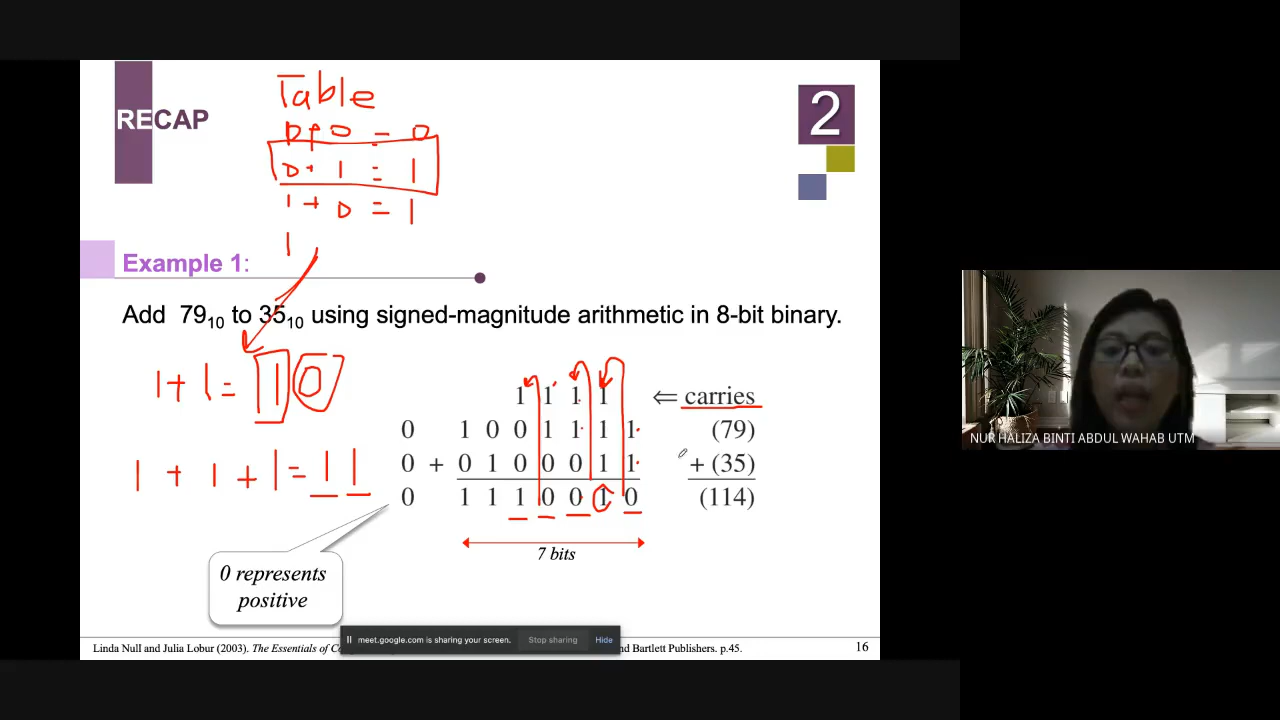 Table
RECAP
2
0+0 = 0
0+ 1 = 1
1 + 0 = 1
1
Example 1:
Add 79₁₀ to 35₁₀ using signed-magnitude arithmetic in 8-bit binary.
1+1= 10
1 1 1 1 ⇐ carries
0 1 0 0 1 1 1 1 (79)
0 + 0 1 0 0 0 1 1 + (35)
1 + 1 + 1 = 11
0 1 1 1 0 0 1 0 (114)
7 bits
0 represents
positive
meet.google.com is sharing your screen. Stop sharing Hide
Linda Null and Julia Lobur (2003). The Essentials of nd Bartlett Publishers. p.45. 16
NUR HALIZA BINTI ABDUL WAHAB UTM